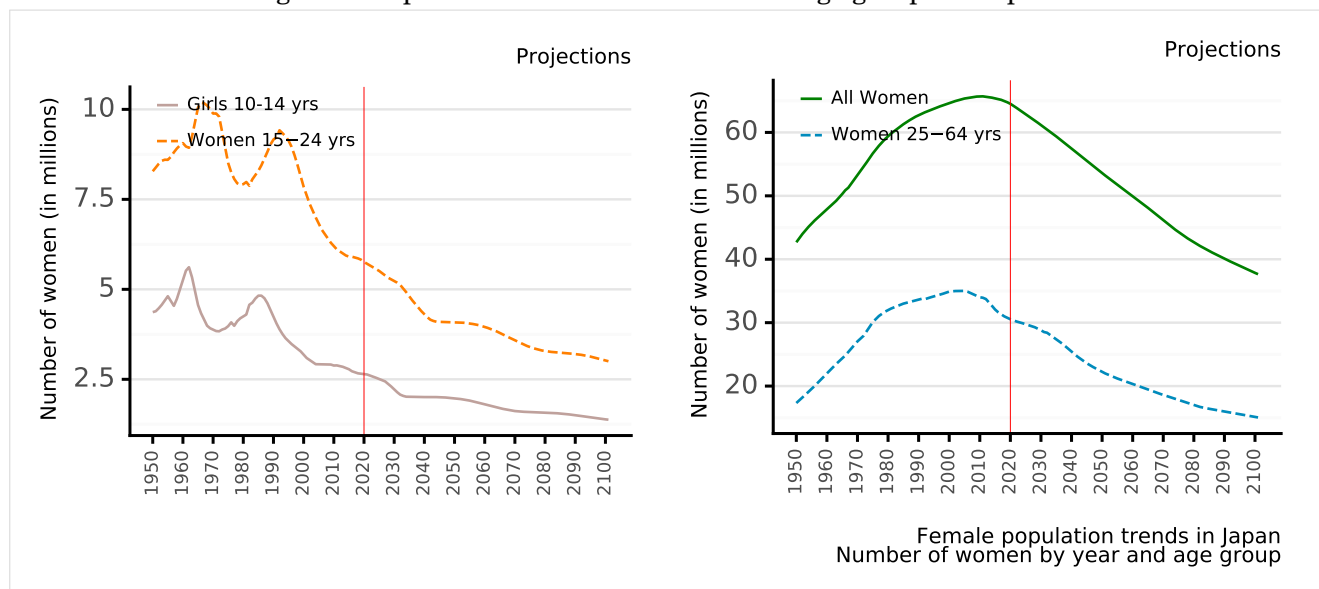 Projections
Number of women (in millions)
10
7.5
5
2.5
Girls 10-14 yrs
Women 15−24 yrs
1950 1960 1970 1980 1990 2000 2010 2020 2030 2040 2050 2060 2070 2080 2090 2100
Projections
Number of women (in millions)
60
50
40
30
20
All Women
Women 25−64 yrs
1950 1960 1970 1980 1990 2000 2010 2020 2030 2040 2050 2060 2070 2080 2090 2100
Female population trends in Japan
Number of women by year and age group